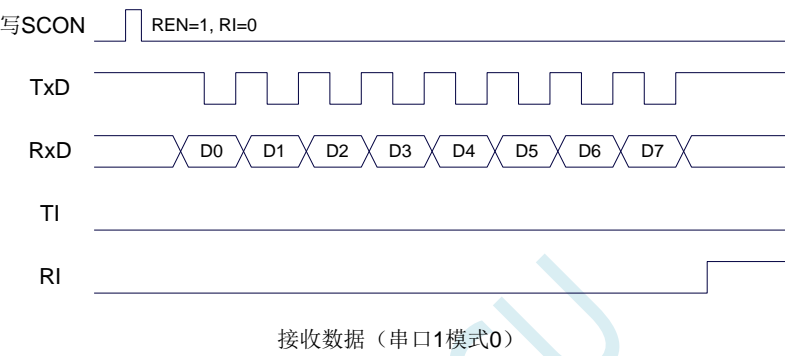 写SCON REN=1, RI=0
TxD
RxD D0 D1 D2 D3 D4 D5 D6 D7
TI
RI
接收数据（串口1模式0）